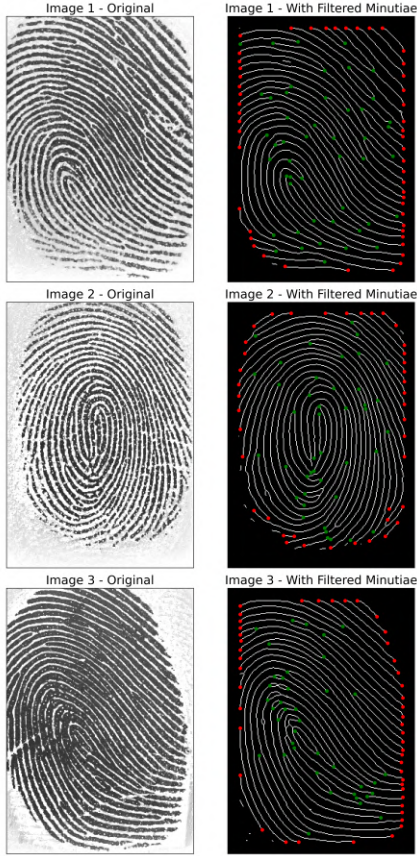 Image 1 - Original
Image 1 - With Filtered Minutiae
Image 2 - Original
Image 2 - With Filtered Minutiae
Image 3 - Original
Image 3 - With Filtered Minutiae